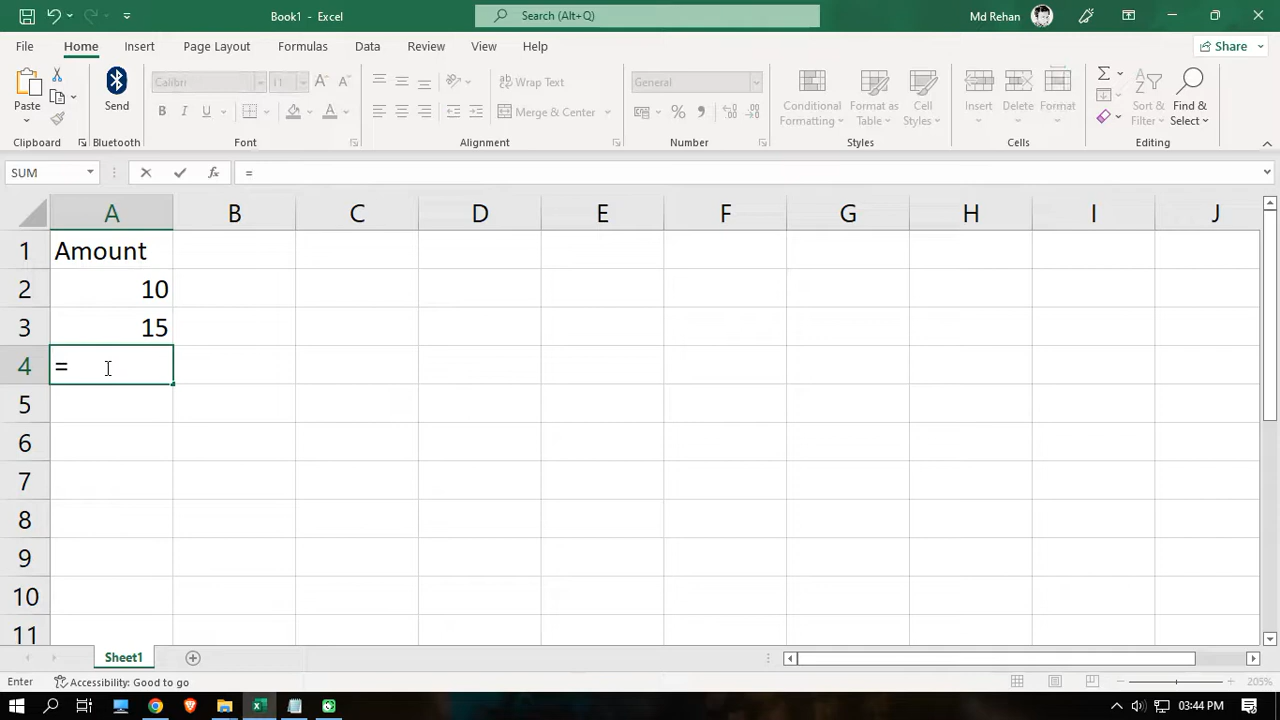 Book1 - Excel
Search (Alt+Q)
Md Rehan
File Home Insert Page Layout Formulas Data Review View Help
Share
Paste
Send
Calibri 11
B I U A
Wrap Text
Merge & Center
General
Conditional Formatting
Format as Table
Cell Styles
Insert Delete Format
Sort & Filter
Find & Select
Clipboard Bluetooth Font Alignment Number Styles Cells Editing
SUM fx =
A B C D E F G H I J
1 Amount
2 10
3 15
4 =
5
6
7
8
9
10
11
Sheet1
Enter Accessibility: Good to go 205%
03:44 PM